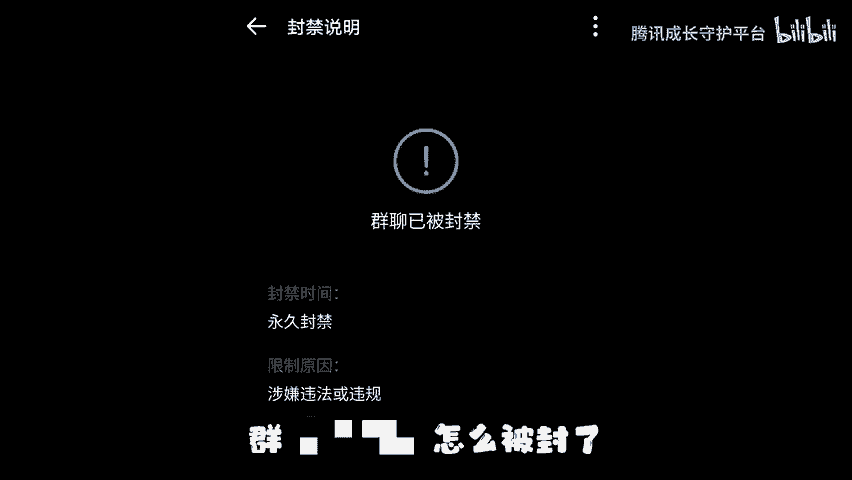 封禁说明
腾讯成长守护平台 bilibili
群聊已被封禁
封禁时间：
永久封禁
限制原因：
涉嫌违法或违规
群 怎么被封了